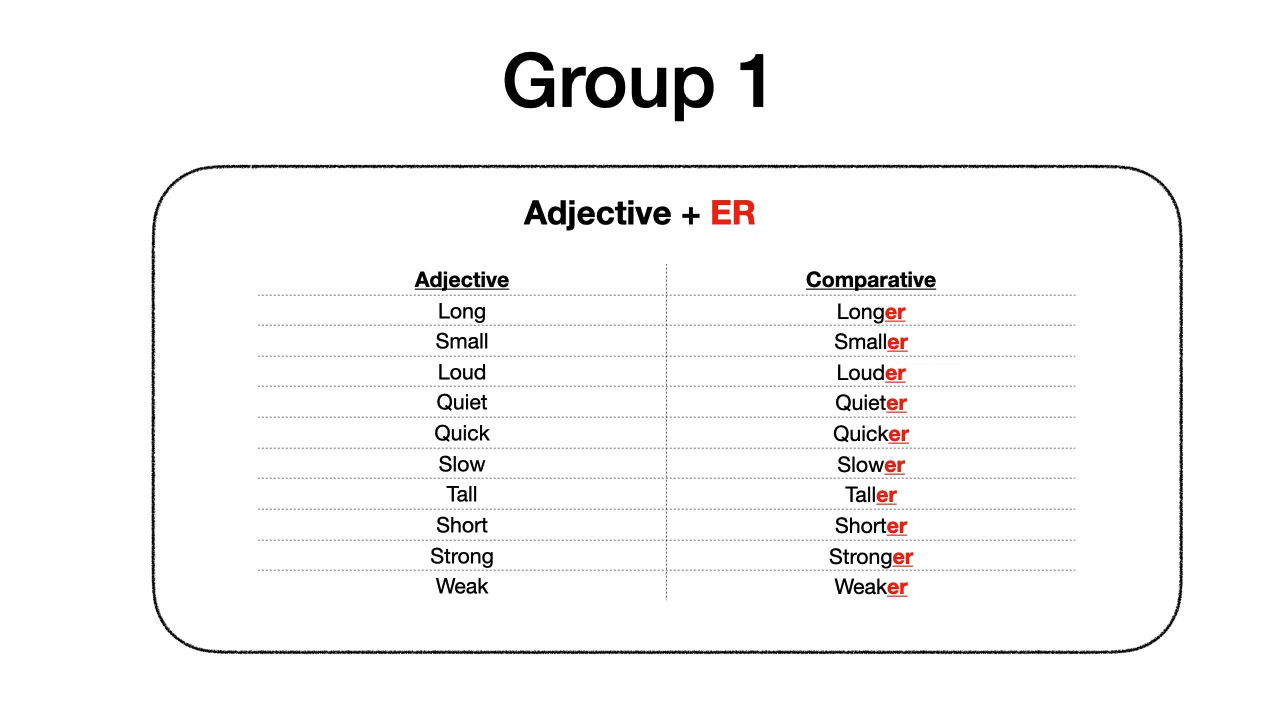 Group 1
Adjective + ER
Adjective Comparative
Long Longer
Small Smaller
Loud Louder
Quiet Quieter
Quick Quicker
Slow Slower
Tall Taller
Short Shorter
Strong Stronger
Weak Weaker